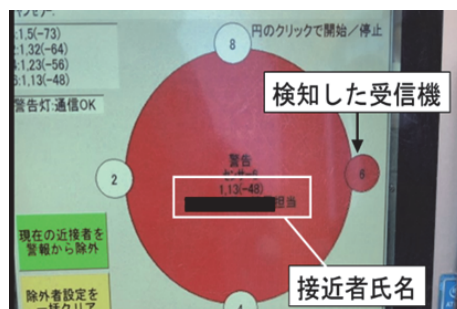 :1,5(-73)
:1,32(-64)
:1,23(-56)
:1,13(-48)
警告灯:通信OK
円のクリックで開始／停止
8
検知した受信機
2
6
警告
1,13(-48)
担当
現在の近接者を
警報から除外
除外者設定を
一括クリア
4
接近者氏名